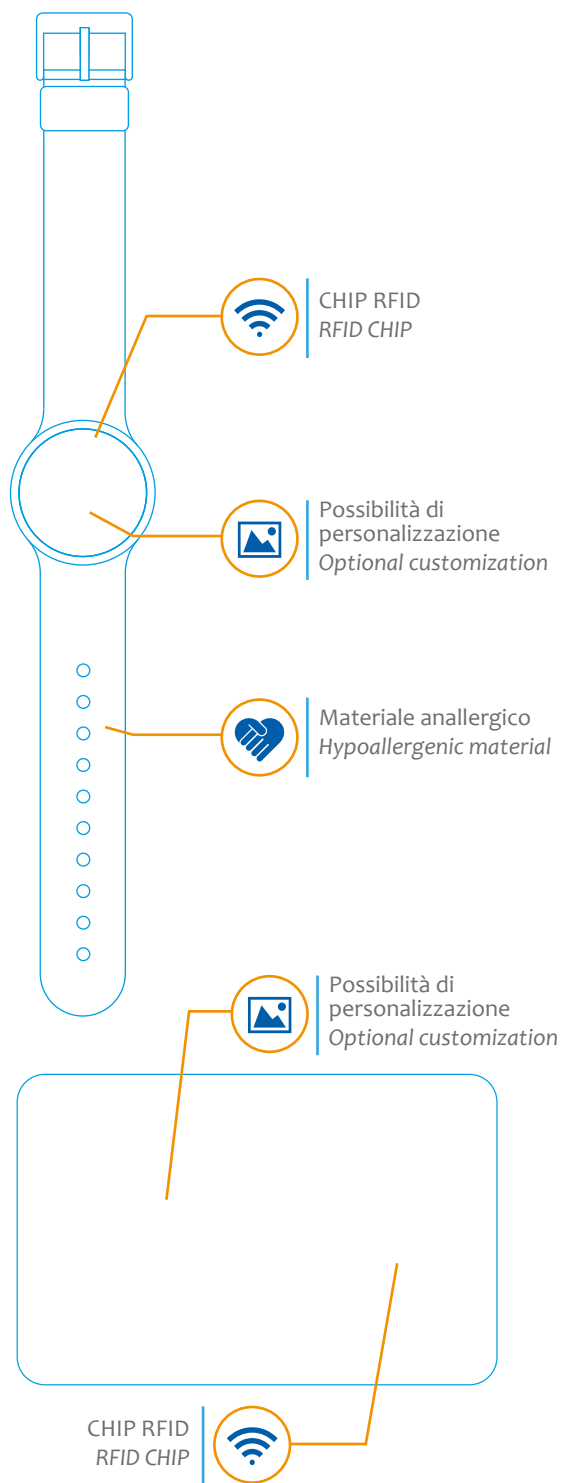 CHIP RFID
RFID CHIP
Possibilità di
personalizzazione
Optional customization
Materiale anallergico
Hypoallergenic material
Possibilità di
personalizzazione
Optional customization
CHIP RFID
RFID CHIP